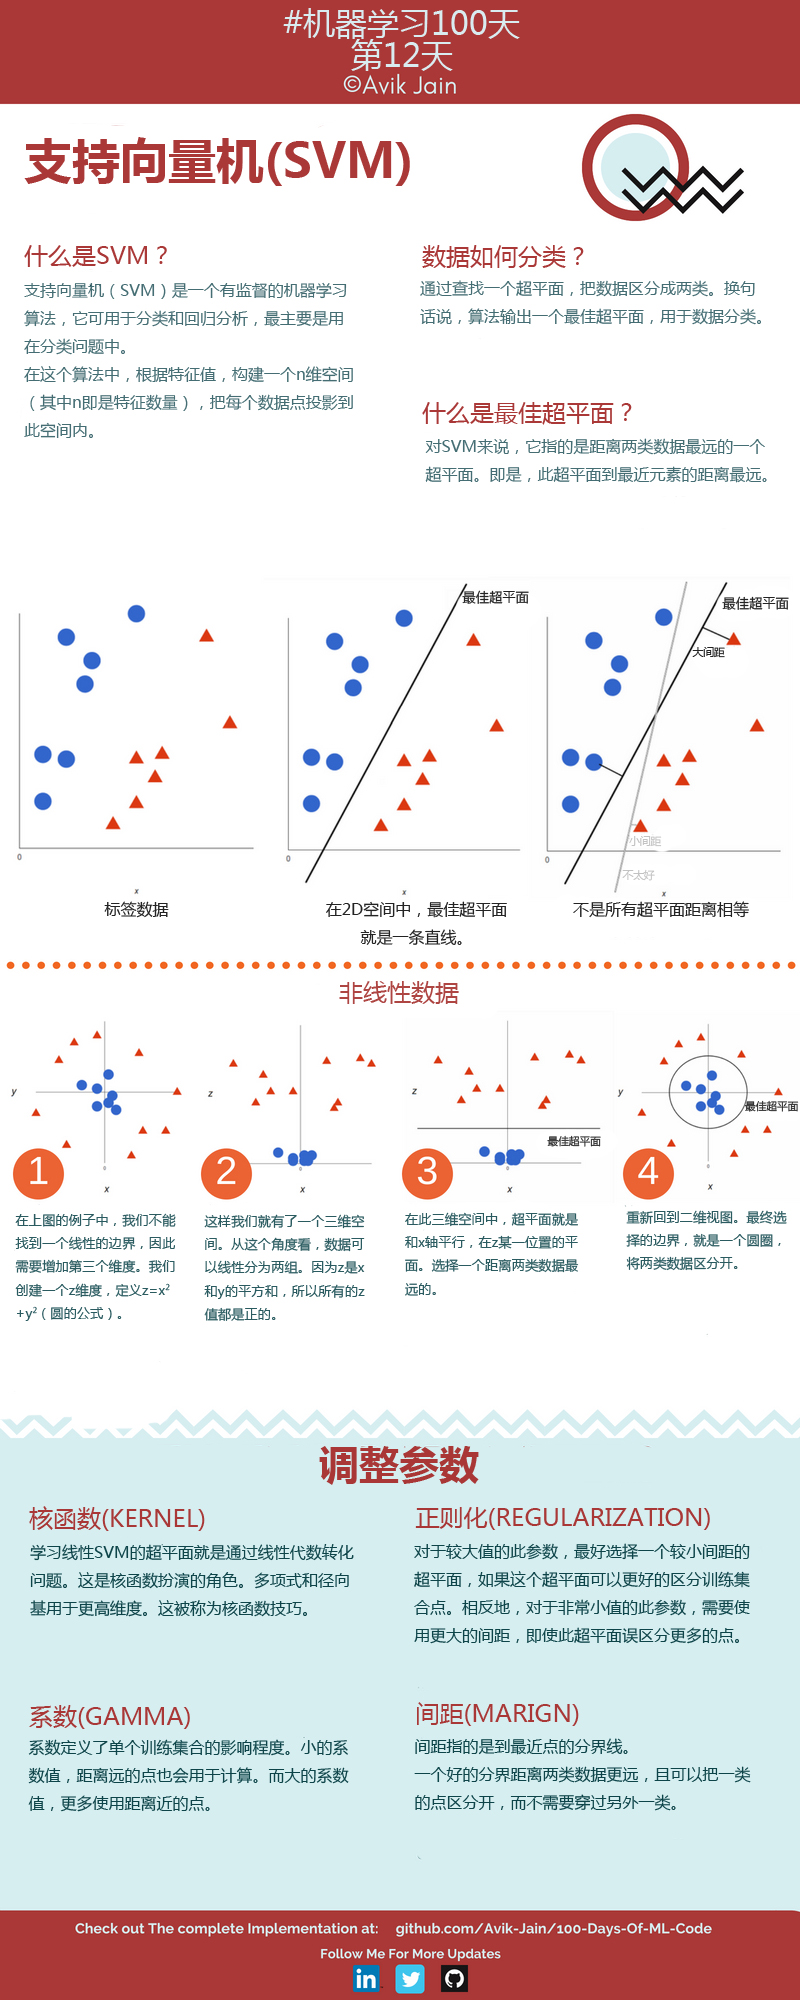 #机器学习100天
第12天
©Avik Jain
支持向量机(SVM)
什么是SVM？
支持向量机（SVM）是一个有监督的机器学习
算法，它可用于分类和回归分析，最主要是用
在分类问题中。
在这个算法中，根据特征值，构建一个n维空间
（其中n即是特征数量），把每个数据点投影到
此空间内。
数据如何分类？
通过查找一个超平面，把数据区分成两类。换句
话说，算法输出一个最佳超平面，用于数据分类。
什么是最佳超平面？
对SVM来说，它指的是距离两类数据最远的一个
超平面。即是，此超平面到最近元素的距离最远。
0
x
标签数据
最佳超平面
0
x
在2D空间中，最佳超平面
就是一条直线。
最佳超平面
大间距
小间距
不太好
0
x
不是所有超平面距离相等
非线性数据
y
0
x
1
在上图的例子中，我们不能
找到一个线性的边界，因此
需要增加第三个维度。我们
创建一个z维度，定义z=x²
+y²（圆的公式）。
z
0
x
2
这样我们就有了一个三维空
间。从这个角度看，数据可
以线性分为两组。因为z是x
和y的平方和，所以所有的z
值都是正的。
z
最佳超平面
0
x
3
在此三维空间中，超平面就是
和x轴平行，在z某一位置的平
面。选择一个距离两类数据最
远的。
y
最佳超平面
0
x
4
重新回到二维视图。最终选
择的边界，就是一个圆圈，
将两类数据区分开。
调整参数
核函数(KERNEL)
学习线性SVM的超平面就是通过线性代数转化
问题。这是核函数扮演的角色。多项式和径向
基用于更高维度。这被称为核函数技巧。
正则化(REGULARIZATION)
对于较大值的此参数，最好选择一个较小间距的
超平面，如果这个超平面可以更好的区分训练集
合点。相反地，对于非常小值的此参数，需要使
用更大的间距，即使此超平面误区分更多的点。
系数(GAMMA)
系数定义了单个训练集合的影响程度。小的系
数值，距离远的点也会用于计算。而大的系数
值，更多使用距离近的点。
间距(MARIGN)
间距指的是到最近点的分界线。
一个好的分界距离两类数据更远，且可以把一类
的点区分开，而不需要穿过另外一类。
Check out The complete Implementation at: github.com/Avik-Jain/100-Days-Of-ML-Code
Follow Me For More Updates
in